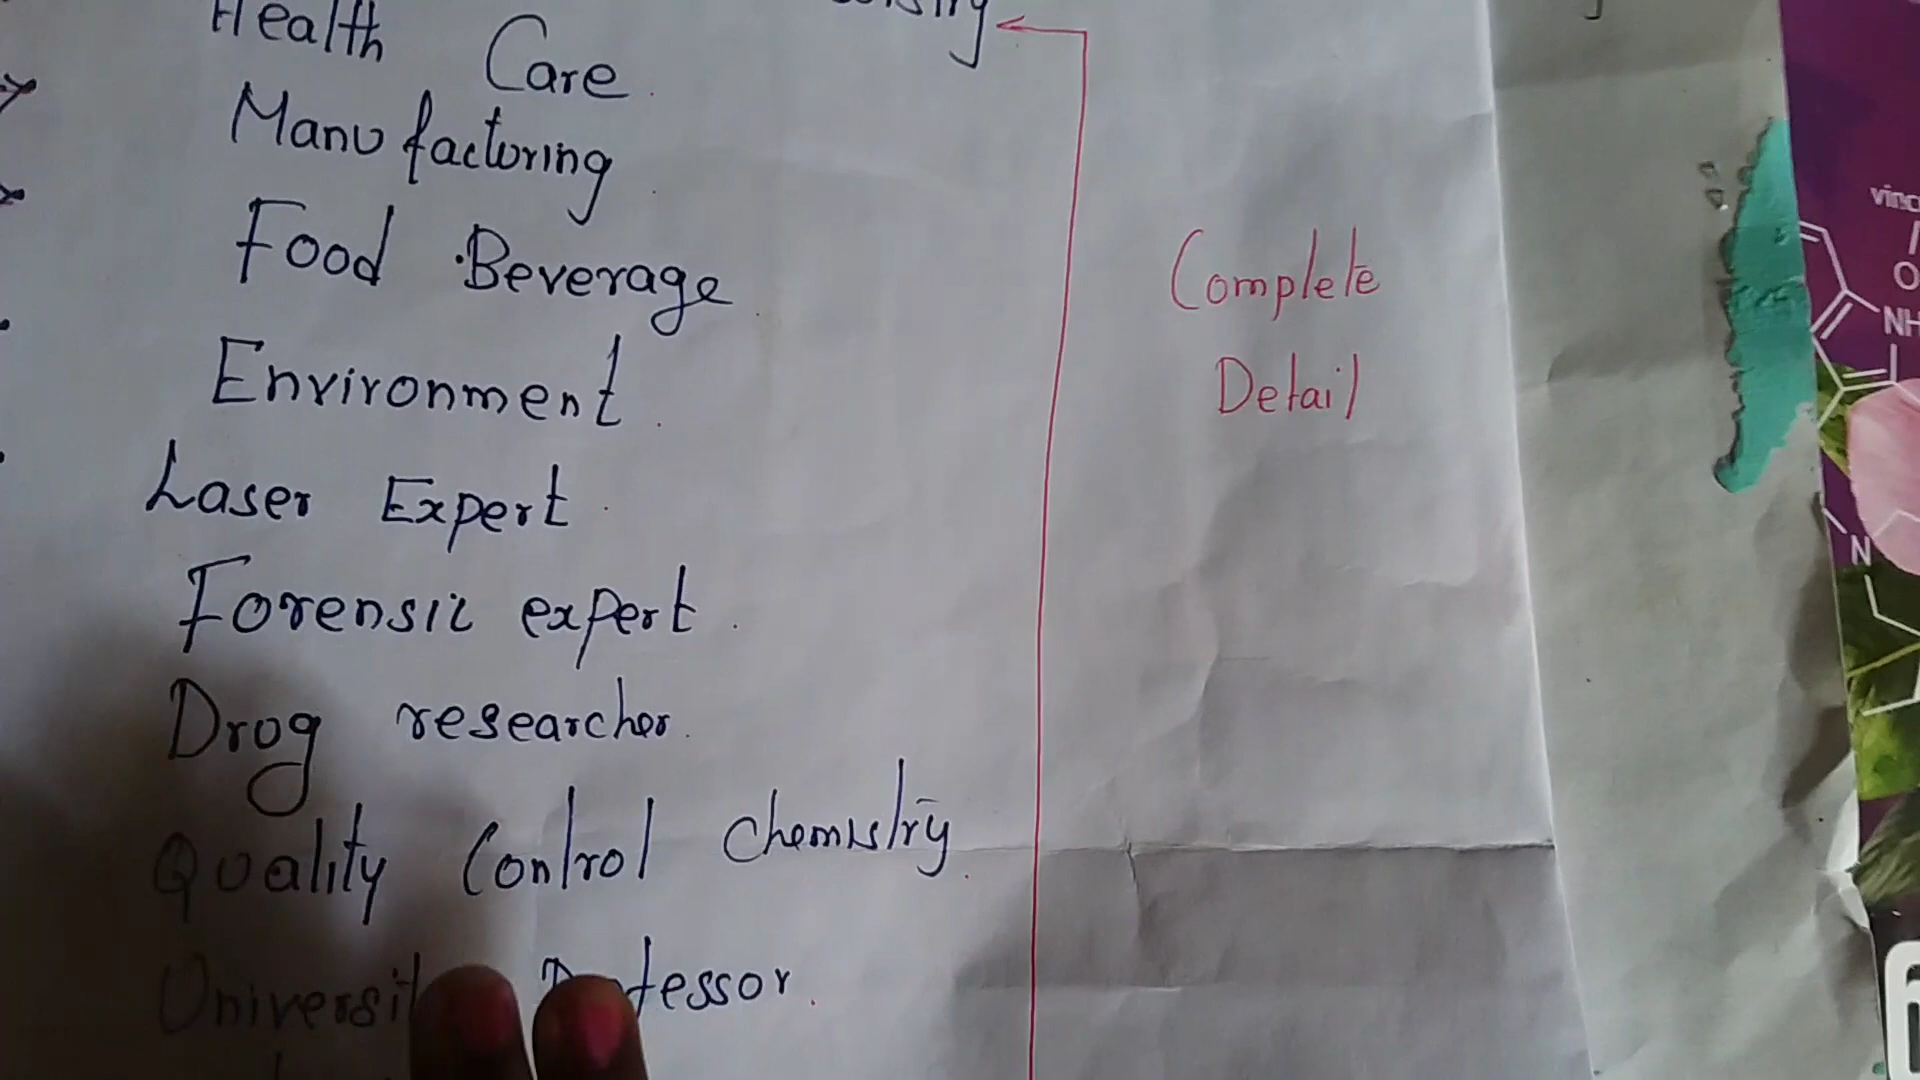 Health Care
Manufacturing
Food Beverage
Environment
Laser Expert
Forensic expert
Drog researcher
Quality Control Chemistry
Professor
Complete
Detail
O
NH
N